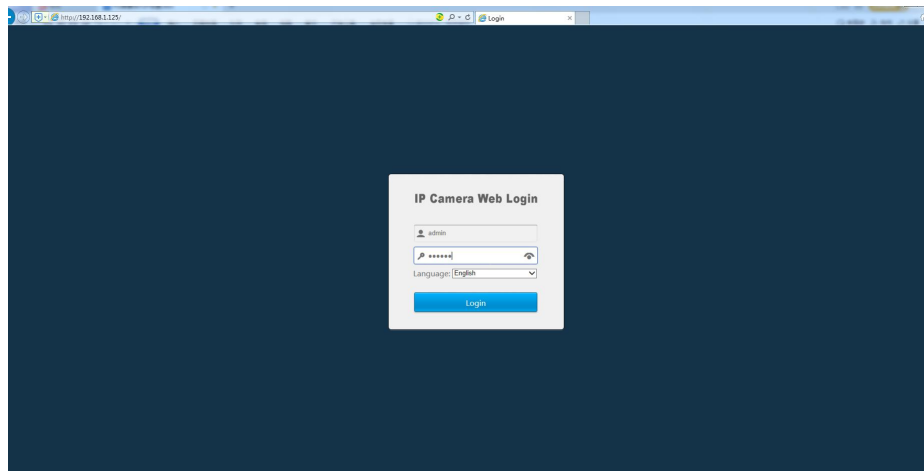 http://192.168.1.125/
Login
IP Camera Web Login
admin
Language: English
Login